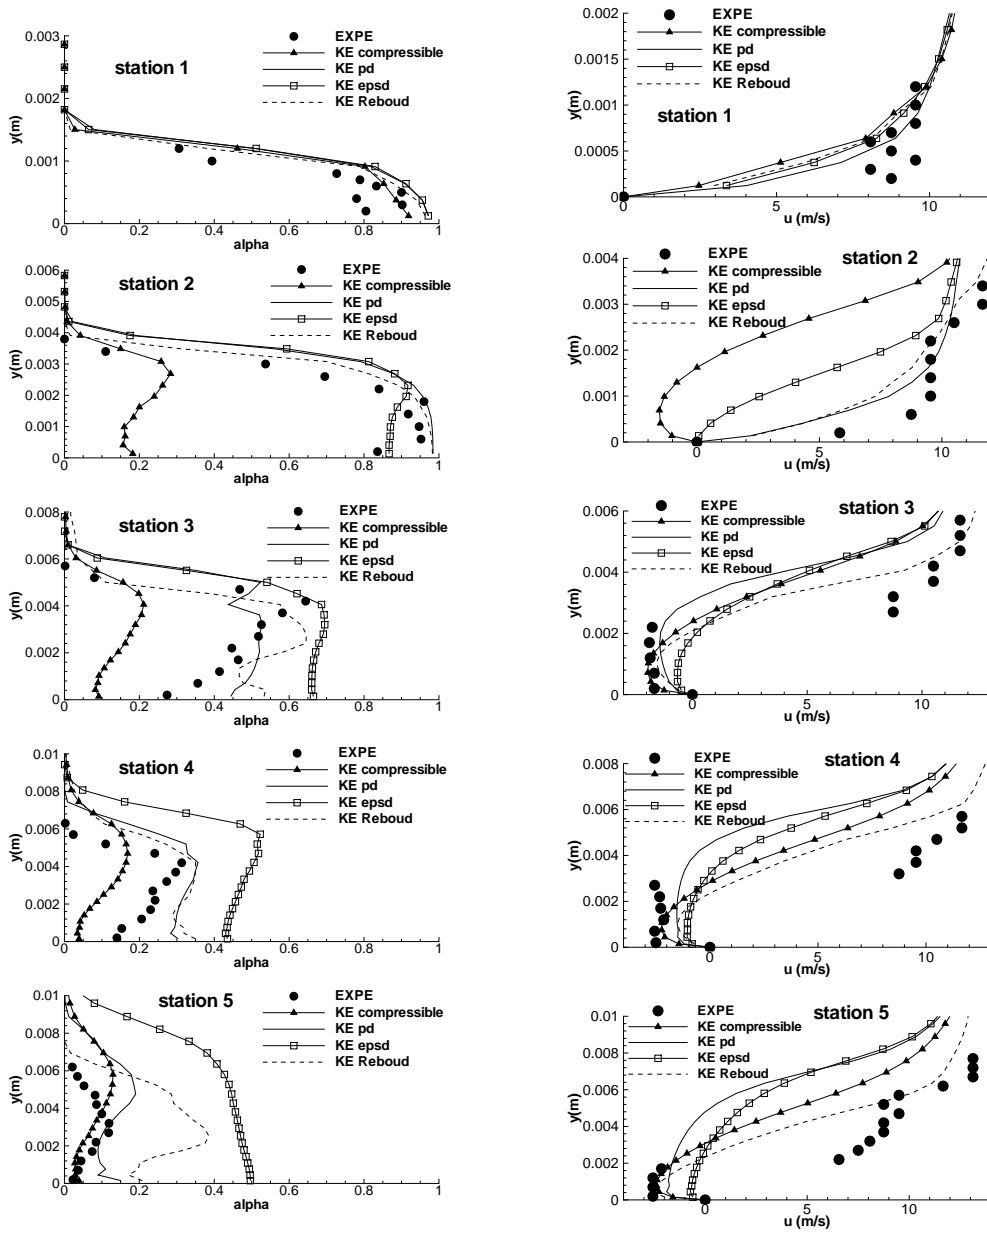 station 1
EXPE
KE compressible
KE pd
KE epsd
KE Reboud
y(m)
0.003
0.002
0.001
0
0 0.2 0.4 0.6 0.8 1
alpha
station 1
EXPE
KE compressible
KE pd
KE epsd
KE Reboud
y(m)
0.002
0.0015
0.001
0.0005
0
0 5 10
u (m/s)
station 2
EXPE
KE compressible
KE pd
KE epsd
KE Reboud
y(m)
0.006
0.005
0.004
0.003
0.002
0.001
0
0 0.2 0.4 0.6 0.8 1
alpha
station 2
EXPE
KE compressible
KE pd
KE epsd
KE Reboud
y(m)
0.004
0.003
0.002
0.001
0
0 5 10
u (m/s)
station 3
EXPE
KE compressible
KE pd
KE epsd
KE Reboud
y(m)
0.008
0.006
0.004
0.002
0
0 0.2 0.4 0.6 0.8 1
alpha
station 3
EXPE
KE compressible
KE pd
KE epsd
KE Reboud
y(m)
0.006
0.004
0.002
0
0 5 10
u (m/s)
station 4
EXPE
KE compressible
KE pd
KE epsd
KE Reboud
y(m)
0.01
0.008
0.006
0.004
0.002
0
0 0.2 0.4 0.6 0.8 1
alpha
station 4
EXPE
KE compressible
KE pd
KE epsd
KE Reboud
y(m)
0.008
0.006
0.004
0.002
0
0 5 10
u (m/s)
station 5
EXPE
KE compressible
KE pd
KE epsd
KE Reboud
y(m)
0.01
0.008
0.006
0.004
0.002
0
0 0.2 0.4 0.6 0.8 1
alpha
station 5
EXPE
KE compressible
KE pd
KE epsd
KE Reboud
y(m)
0.01
0.008
0.006
0.004
0.002
0
0 5 10
u (m/s)